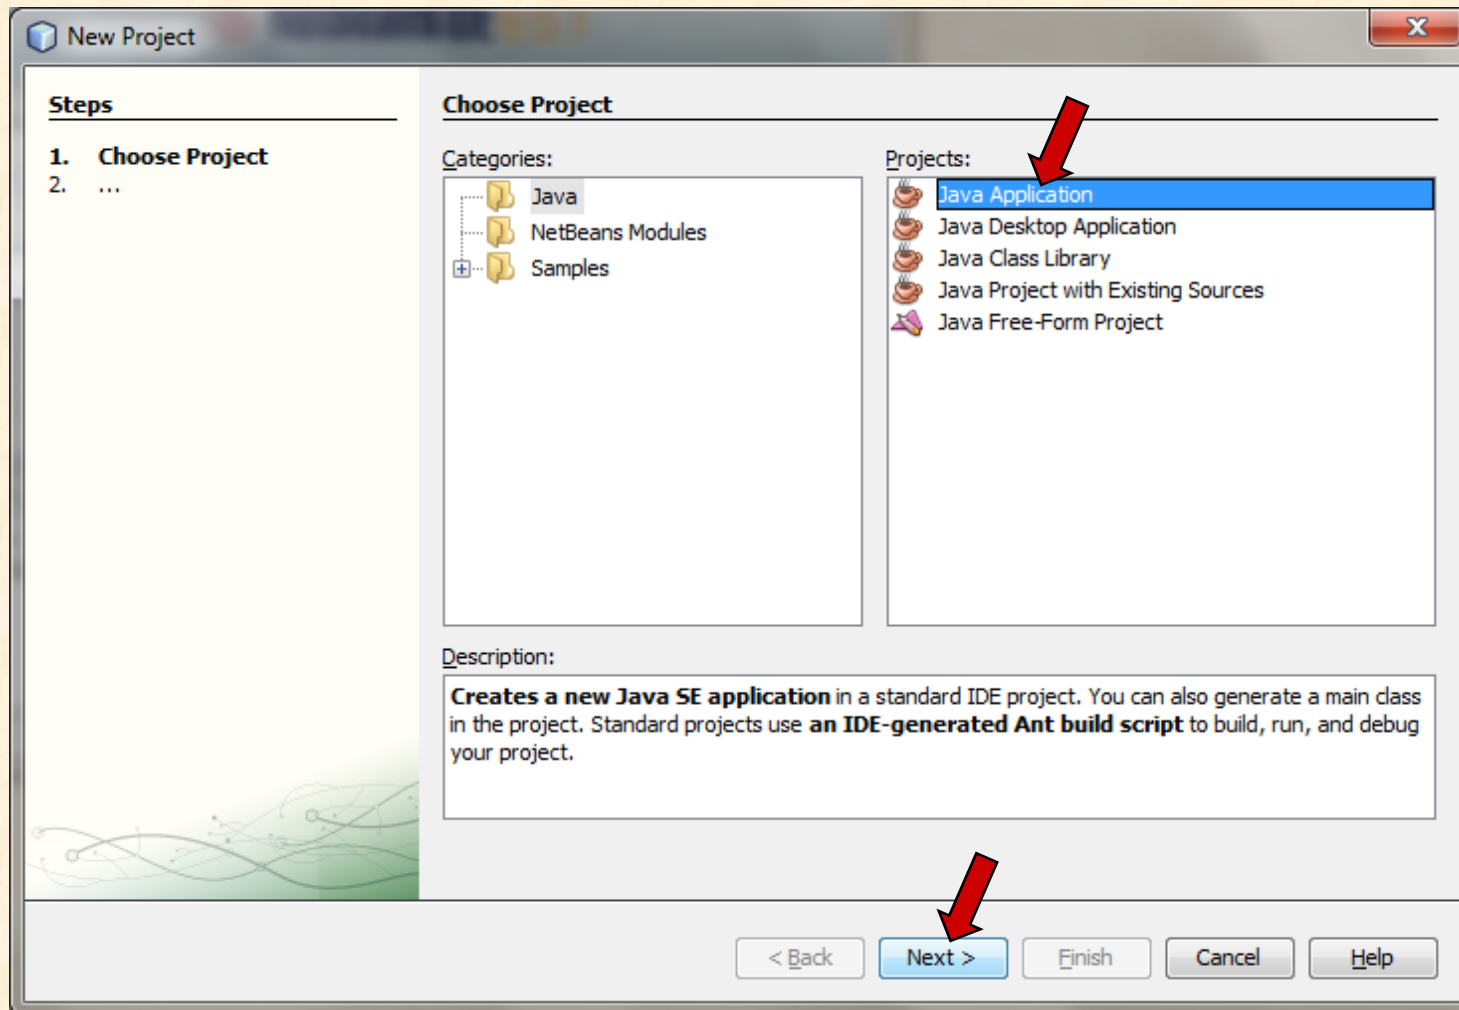 New Project
Steps
1. Choose Project
2. ...
Choose Project
Categories:
Java
NetBeans Modules
Samples
Projects:
Java Application
Java Desktop Application
Java Class Library
Java Project with Existing Sources
Java Free-Form Project
Description:
Creates a new Java SE application in a standard IDE project. You can also generate a main class
in the project. Standard projects use an IDE-generated Ant build script to build, run, and debug
your project.
< Back
Next >
Finish
Cancel
Help